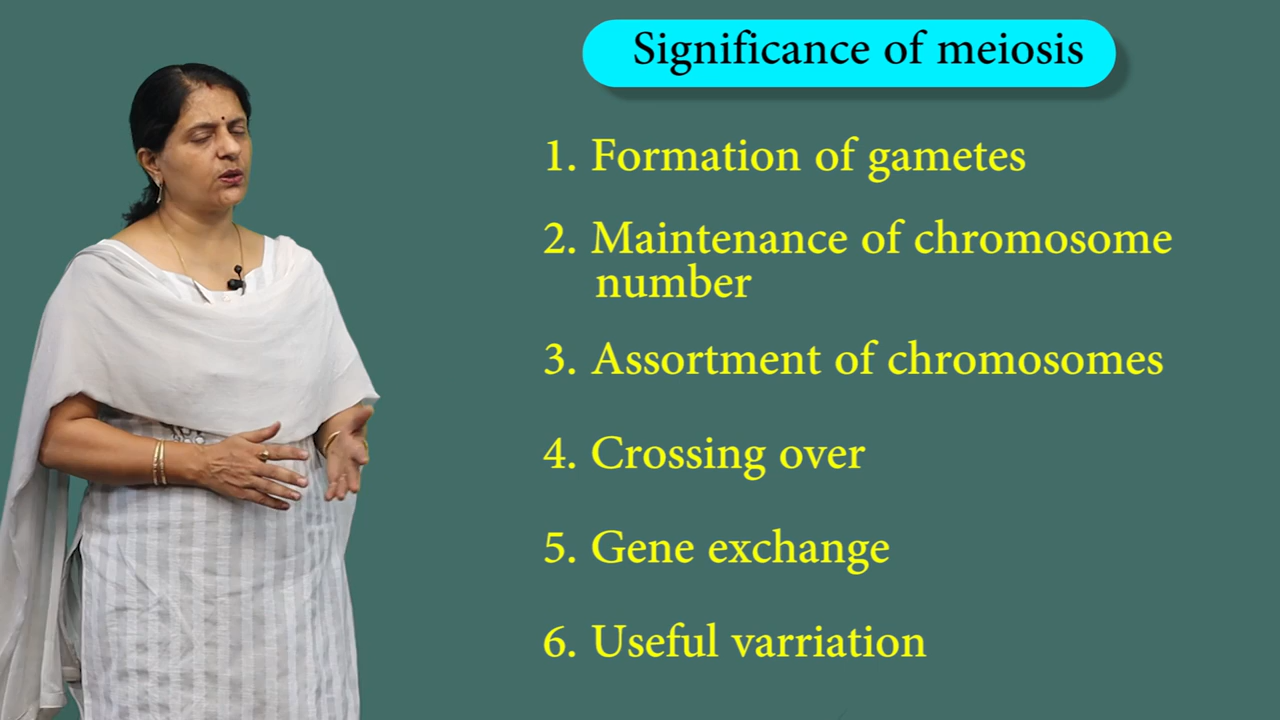 Significance of meiosis
1. Formation of gametes
2. Maintenance of chromosome
number
3. Assortment of chromosomes
4. Crossing over
5. Gene exchange
6. Useful varriation